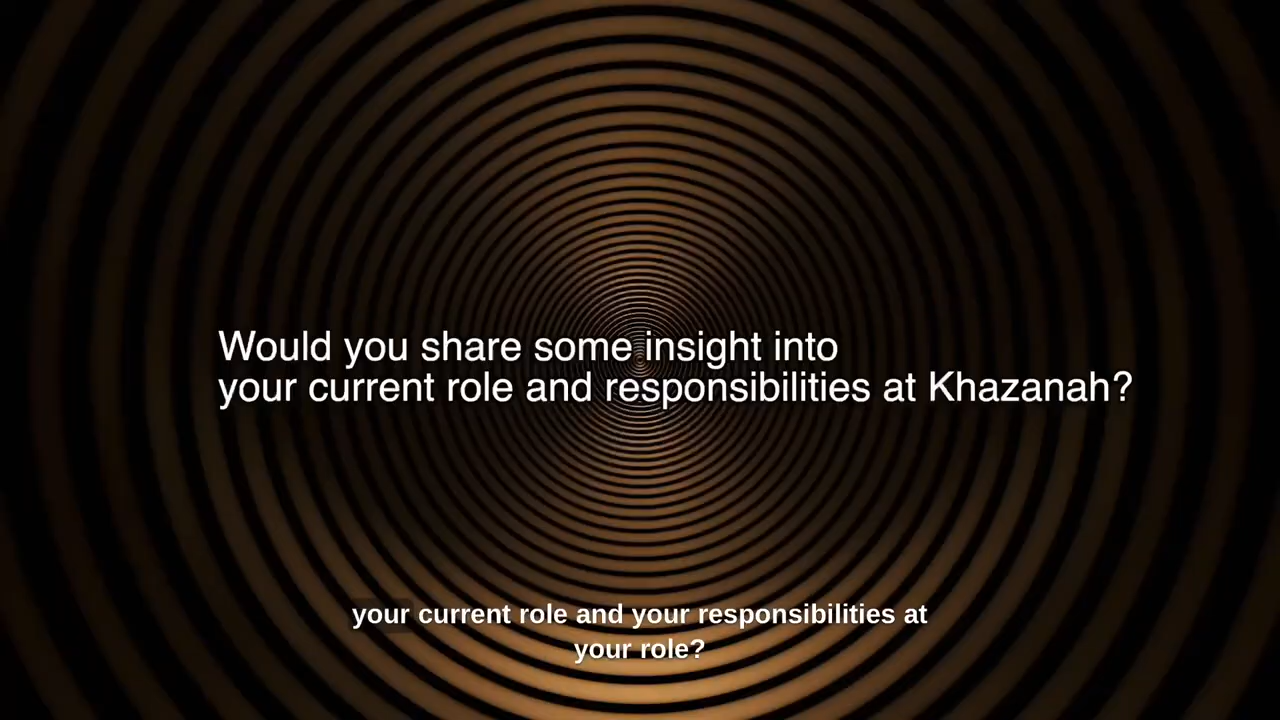 Would you share some insight into
your current role and responsibilities at Khazanah?
your current role and your responsibilities at
your role?